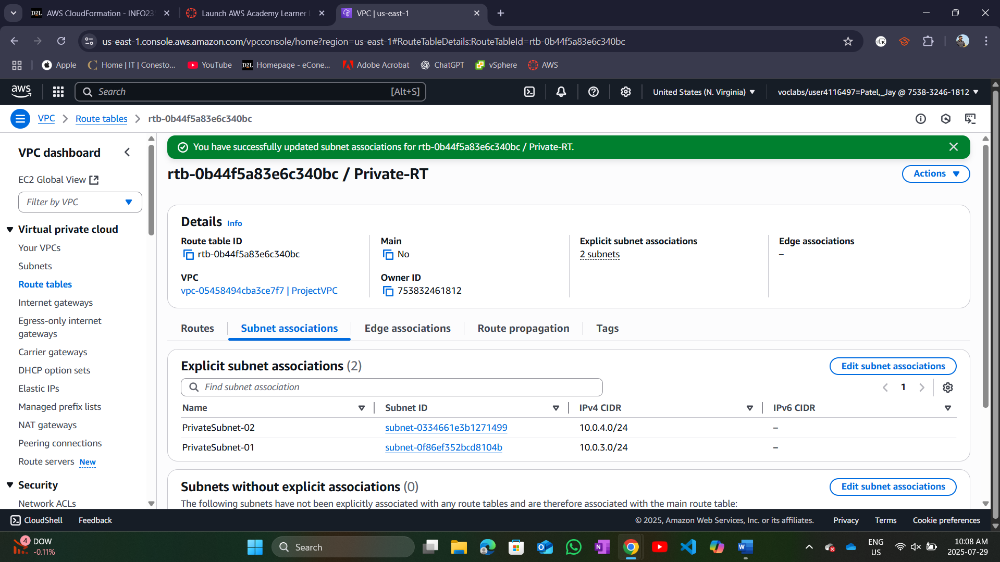 D2L AWS CloudFormation - INFO23
Launch AWS Academy Learner L
VPC | us-east-1
us-east-1.console.aws.amazon.com/vpcconsole/home?region=us-east-1#RouteTableDetails:RouteTableId=rtb-0b44f5a83e6c340bc
Apple
Home | IT | Conesto...
YouTube
D2L Homepage - eCone...
Adobe Acrobat
ChatGPT
vSphere
AWS
aws
Search
[Alt+S]
United States (N. Virginia)
voclabs/user4116497=Patel,_Jay @ 7538-3246-1812
VPC
Route tables
rtb-0b44f5a83e6c340bc
VPC dashboard
EC2 Global View
Filter by VPC
Virtual private cloud
Your VPCs
Subnets
Route tables
Internet gateways
Egress-only internet
gateways
Carrier gateways
DHCP option sets
Elastic IPs
Managed prefix lists
NAT gateways
Peering connections
Route servers New
Security
Network ACLs
You have successfully updated subnet associations for rtb-0b44f5a83e6c340bc / Private-RT.
rtb-0b44f5a83e6c340bc / Private-RT
Actions
Details Info
Route table ID
rtb-0b44f5a83e6c340bc
Main
No
Explicit subnet associations
2 subnets
Edge associations
–
VPC
vpc-05458494cba3ce7f7 | ProjectVPC
Owner ID
753832461812
Routes
Subnet associations
Edge associations
Route propagation
Tags
Explicit subnet associations (2)
Edit subnet associations
Find subnet association
1
Name Subnet ID IPv4 CIDR IPv6 CIDR
PrivateSubnet-02 subnet-0334661e3b1271499 10.0.4.0/24 –
PrivateSubnet-01 subnet-0f86ef352bcd8104b 10.0.3.0/24 –
Subnets without explicit associations (0)
Edit subnet associations
The following subnets have not been explicitly associated with any route tables and are therefore associated with the main route table:
CloudShell
Feedback
© 2025, Amazon Web Services, Inc. or its affiliates.
Privacy
Terms
Cookie preferences
4
DOW
-0.11%
Search
ENG
US
10:08 AM
2025-07-29